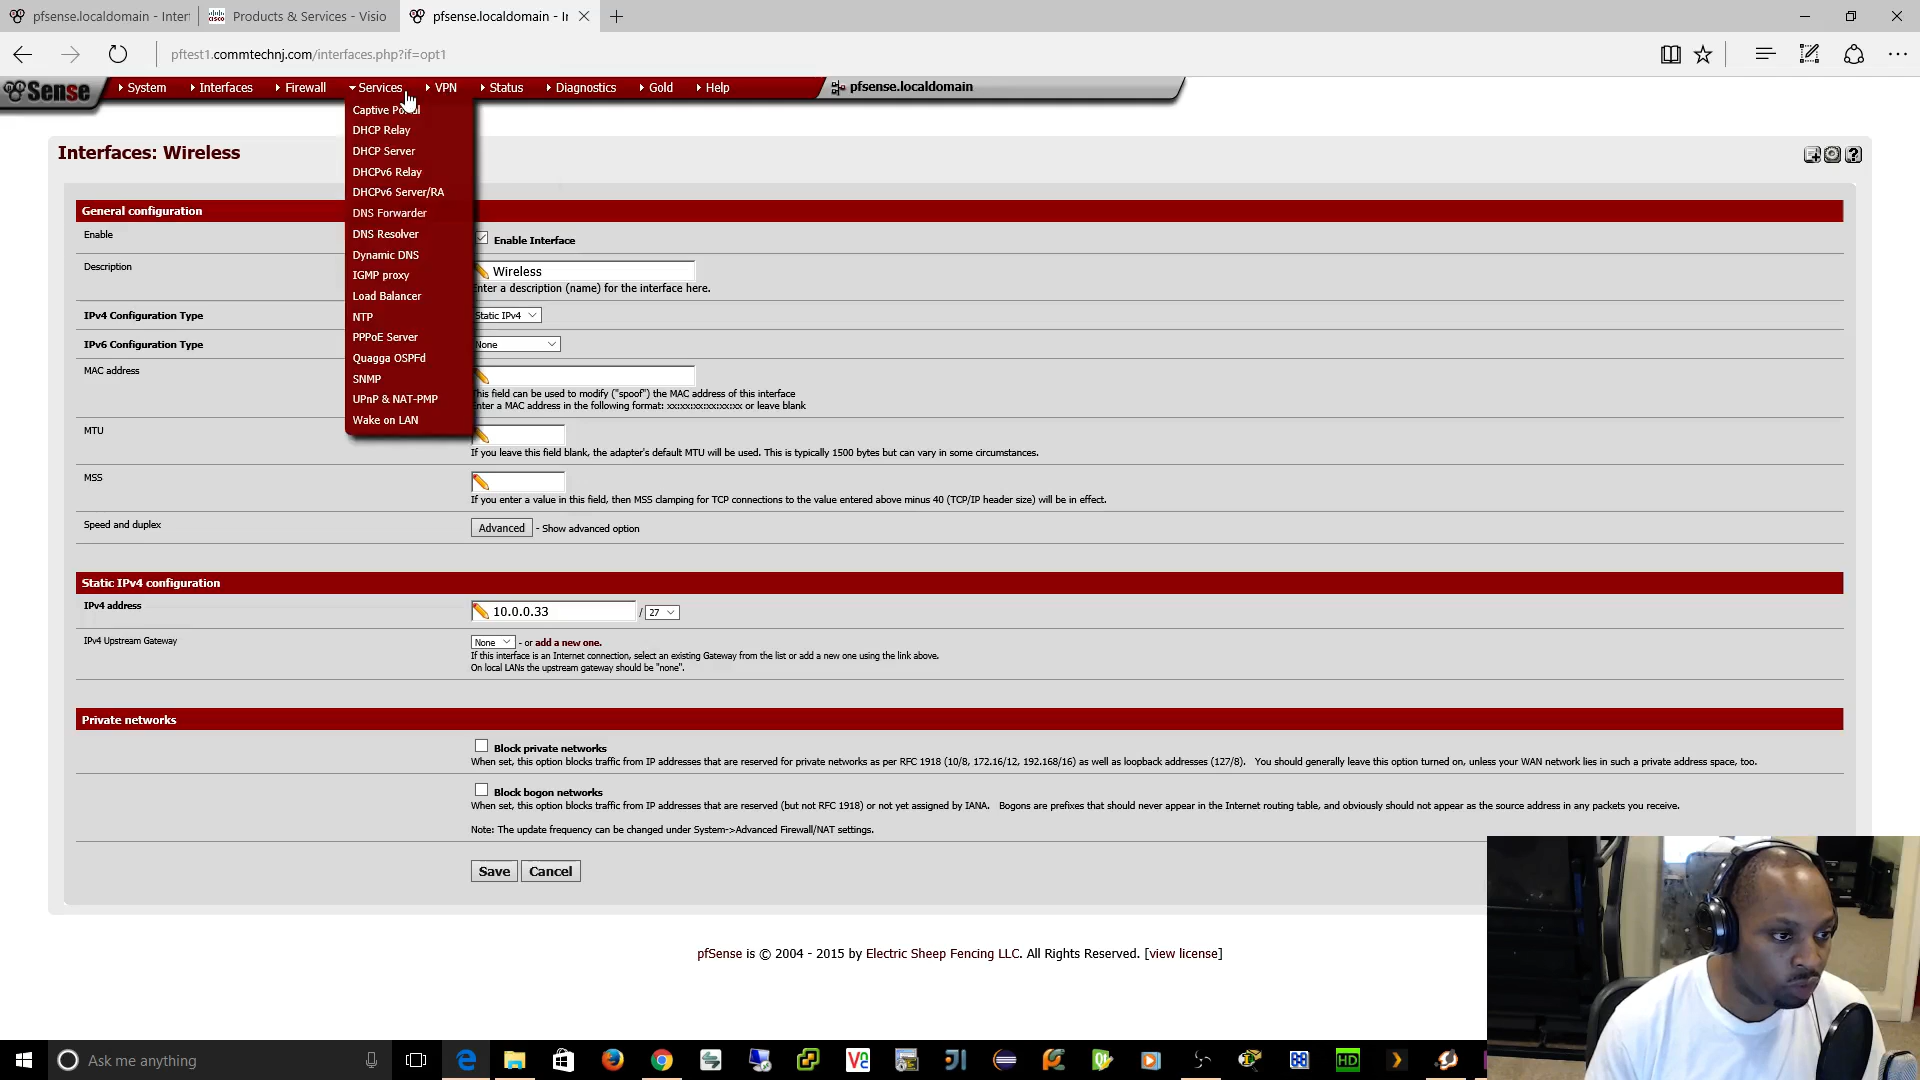 pfsense.localdomain - Inter
Products & Services - Visio
pfsense.localdomain - Ir
pftest1.commtechnj.com/interfaces.php?if=opt1
Sense
System
Interfaces
Firewall
Services
VPN
Status
Diagnostics
Gold
Help
pfsense.localdomain
Captive Portal
DHCP Relay
DHCP Server
DHCPv6 Relay
DHCPv6 Server/RA
DNS Forwarder
DNS Resolver
Dynamic DNS
IGMP proxy
Load Balancer
NTP
PPPoE Server
Quagga OSPFd
SNMP
UPnP & NAT-PMP
Wake on LAN
Interfaces: Wireless
General configuration
Enable
Enable Interface
Description
Wireless
Enter a description (name) for the interface here.
IPv4 Configuration Type
Static IPv4
IPv6 Configuration Type
None
MAC address
This field can be used to modify ("spoof") the MAC address of this interface
Enter a MAC address in the following format: xx:xx:xx:xx:xx:xx or leave blank
MTU
If you leave this field blank, the adapter's default MTU will be used. This is typically 1500 bytes but can vary in some circumstances.
MSS
If you enter a value in this field, then MSS clamping for TCP connections to the value entered above minus 40 (TCP/IP header size) will be in effect.
Speed and duplex
Advanced - Show advanced option
Static IPv4 configuration
IPv4 address
10.0.0.33 / 27
IPv4 Upstream Gateway
None - or add a new one.
If this interface is an Internet connection, select an existing Gateway from the list or add a new one using the link above.
On local LANs the upstream gateway should be "none".
Private networks
Block private networks
When set, this option blocks traffic from IP addresses that are reserved for private networks as per RFC 1918 (10/8, 172.16/12, 192.168/16) as well as loopback addresses (127/8). You should generally leave this option turned on, unless your WAN network lies in such a private address space, too.
Block bogon networks
When set, this option blocks traffic from IP addresses that are reserved (but not RFC 1918) or not yet assigned by IANA. Bogons are prefixes that should never appear in the Internet routing table, and obviously should not appear as the source address in any packets you receive.
Note: The update frequency can be changed under System->Advanced Firewall/NAT settings.
Save
Cancel
pfSense is © 2004 - 2015 by Electric Sheep Fencing LLC. All Rights Reserved. [view license]
Ask me anything
HD